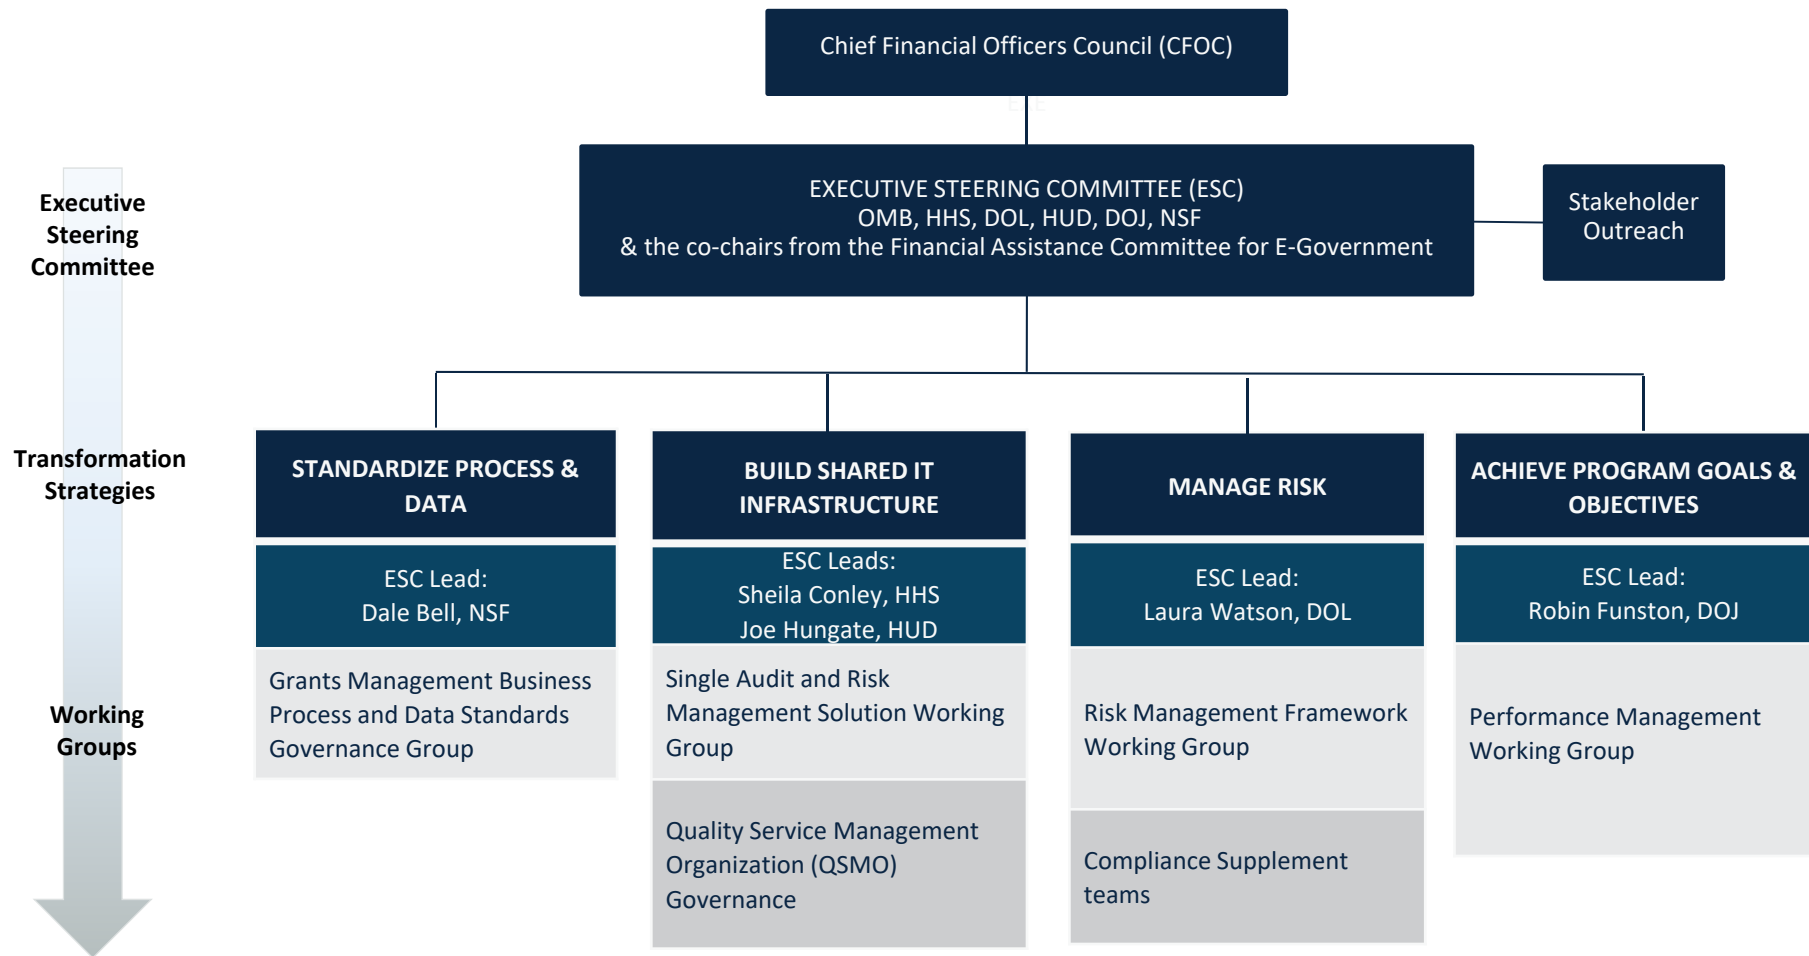 Chief Financial Officers Council (CFOC)
EXECUTIVE STEERING COMMITTEE (ESC)
OMB, HHS, DOL, HUD, DOJ, NSF
& the co-chairs from the Financial Assistance Committee for E-Government
Stakeholder
Outreach
Executive
Steering
Committee
Transformation
Strategies
Working
Groups
STANDARDIZE PROCESS &
DATA
ESC Lead:
Dale Bell, NSF
Grants Management Business
Process and Data Standards
Governance Group
BUILD SHARED IT
INFRASTRUCTURE
ESC Leads:
Sheila Conley, HHS
Joe Hungate, HUD
Single Audit and Risk
Management Solution Working
Group
Quality Service Management
Organization (QSMO)
Governance
MANAGE RISK
ESC Lead:
Laura Watson, DOL
Risk Management Framework
Working Group
Compliance Supplement
teams
ACHIEVE PROGRAM GOALS &
OBJECTIVES
ESC Lead:
Robin Funston, DOJ
Performance Management
Working Group